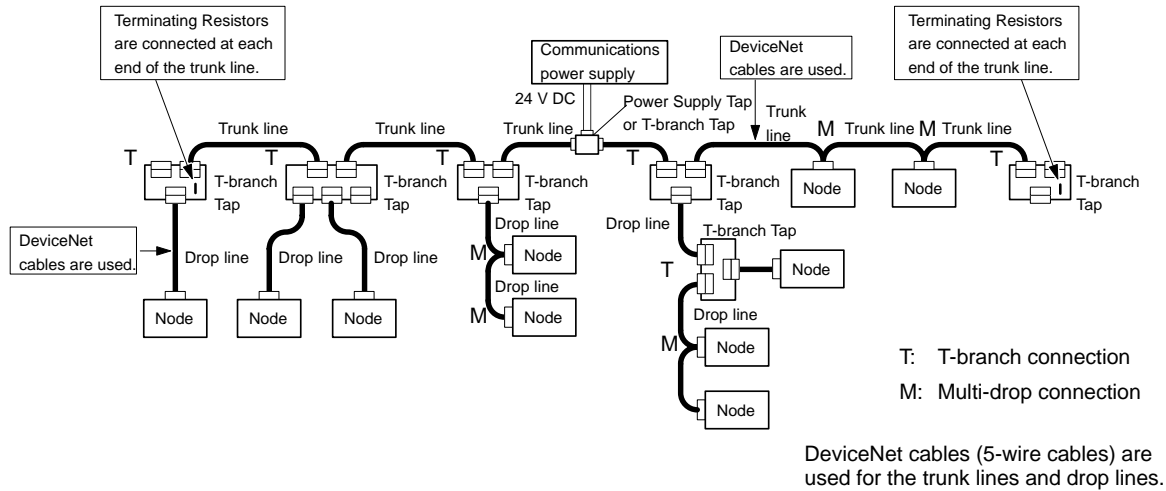 Terminating Resistors
are connected at each
end of the trunk line.
Communications
power supply
DeviceNet
cables are used.
Terminating Resistors
are connected at each
end of the trunk line.
24 V DC
Power Supply Tap
or T-branch Tap
Trunk line
Trunk line
Trunk line
Trunk
line
M
Trunk line
M
Trunk line
T
T
T
T
T
T-branch
Tap
T-branch
Tap
T-branch
Tap
T-branch
Tap
Node
Node
DeviceNet
cables are used.
Drop line
Drop line
Drop line
Drop line
M
Node
Drop line
M
Node
Drop line
T-branch Tap
T
Node
Drop line
M
Node
Node
Node
Node
Node
T: T-branch connection
M: Multi-drop connection
DeviceNet cables (5-wire cables) are
used for the trunk lines and drop lines.